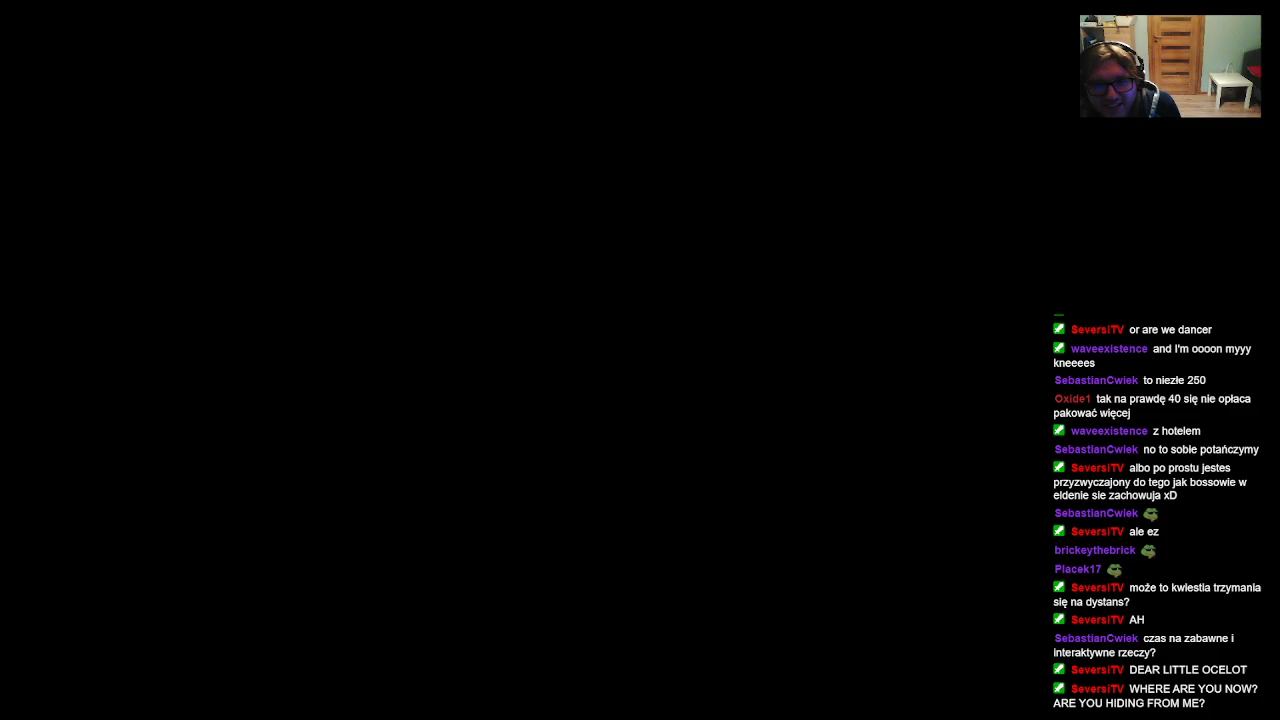 SeversiTV or are we dancer
waveexistence and I'm oooon myyy
kneeees
SebastianCwiek to niezłe 250
Oxide1 tak na prawdę 40 się nie opłaca
pakować więcej
waveexistence z hotelem
SebastianCwiek no to sobie potańczymy
SeversiTV albo po prostu jestes
przyzwyczajony do tego jak bossowie w
eldenie sie zachowuja xD
SebastianCwiek
SeversiTV ale ez
brickeythebrick
Placek17
SeversiTV może to kwiestia trzymania
się na dystans?
SeversiTV AH
SebastianCwiek czas na zabawne i
interaktywne rzeczy?
SeversiTV DEAR LITTLE OCELOT
SeversiTV WHERE ARE YOU NOW?
ARE YOU HIDING FROM ME?